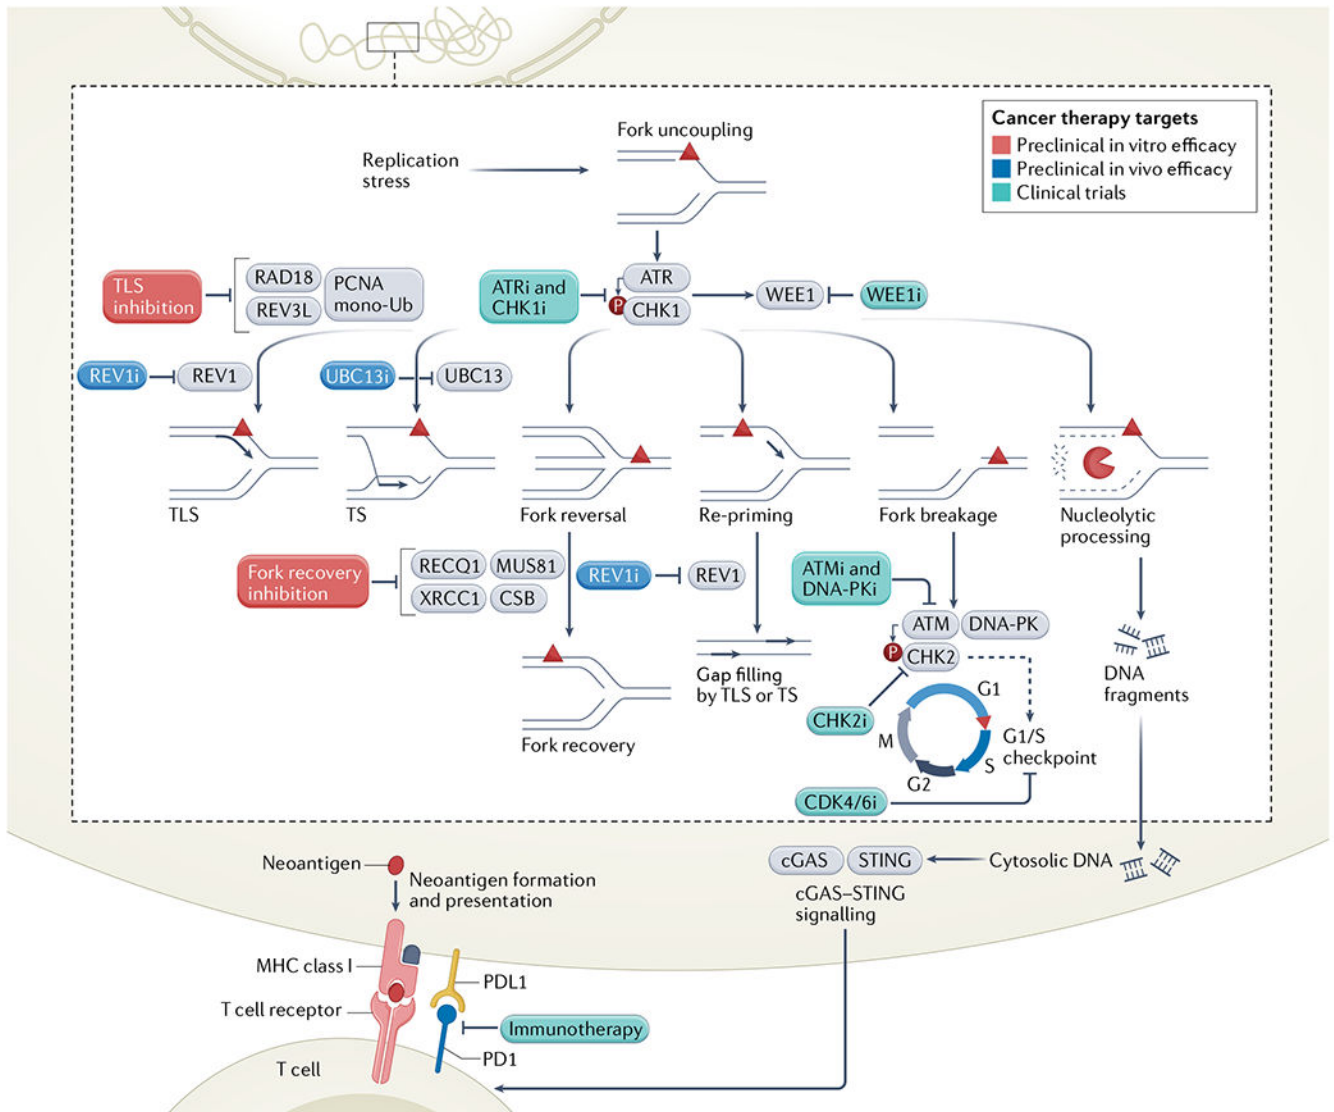 Cancer therapy targets
Preclinical in vitro efficacy
Preclinical in vivo efficacy
Clinical trials
Fork uncoupling
Replication
stress
TLS
inhibition
RAD18
REV3L
PCNA
mono-Ub
ATRi and
CHK1i
ATR
P
CHK1
WEE1
WEE1i
REV1i
REV1
UBC13i
UBC13
TLS
TS
Fork reversal
Re-priming
Fork breakage
Nucleolytic
processing
Fork recovery
inhibition
RECQ1
MUS81
XRCC1
CSB
REV1i
REV1
ATMi and
DNA-PKi
ATM
DNA-PK
P
CHK2
Fork recovery
Gap filling
by TLS or TS
CHK2i
G1
M
S
G2
G1/S
checkpoint
CDK4/6i
DNA
fragments
Neoantigen
Neoantigen formation
and presentation
cGAS
STING
Cytosolic DNA
cGAS–STING
signalling
MHC class I
PDL1
T cell receptor
Immunotherapy
PD1
T cell